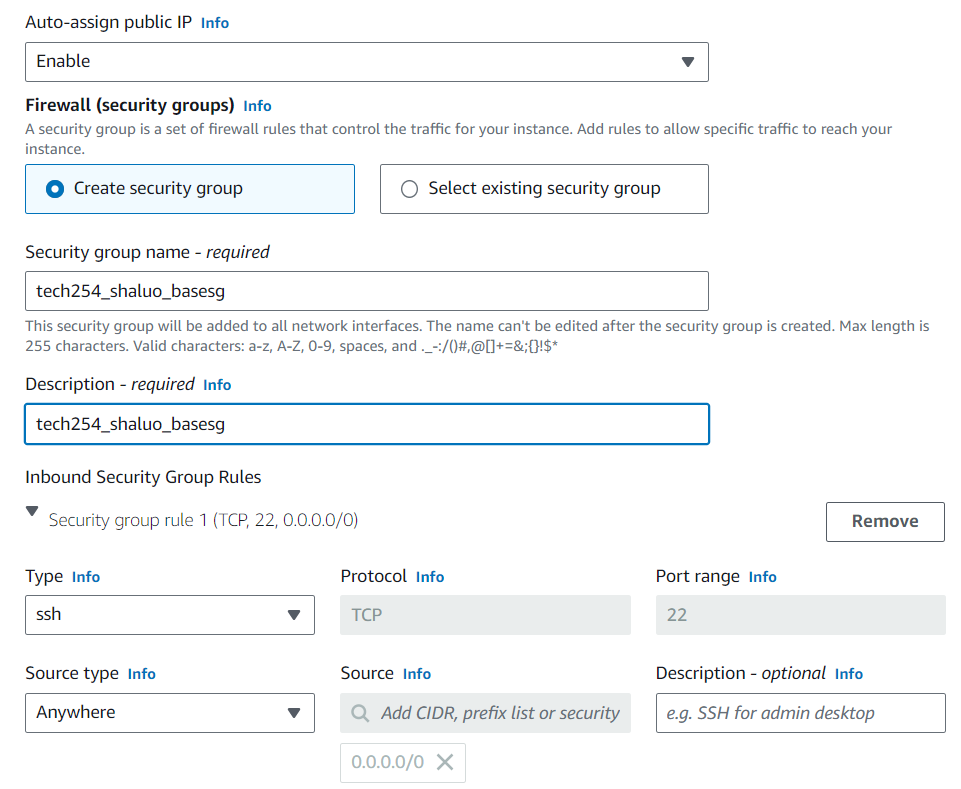 Auto-assign public IP Info
Enable
Firewall (security groups) Info
A security group is a set of firewall rules that control the traffic for your instance. Add rules to allow specific traffic to reach your
instance.
Create security group
Select existing security group
Security group name - required
tech254_shaluo_basesg
This security group will be added to all network interfaces. The name can't be edited after the security group is created. Max length is
255 characters. Valid characters: a-z, A-Z, 0-9, spaces, and ._-:/()#,@[]+=&;{}!$*
Description - required Info
tech254_shaluo_basesg
Inbound Security Group Rules
Security group rule 1 (TCP, 22, 0.0.0.0/0)
Remove
Type Info
Protocol Info
Port range Info
ssh
TCP
22
Source type Info
Source Info
Description - optional Info
Anywhere
Add CIDR, prefix list or security
e.g. SSH for admin desktop
0.0.0.0/0